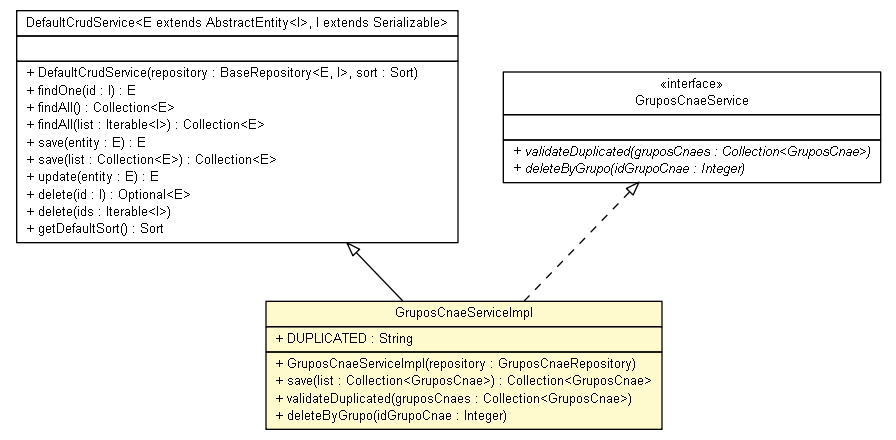 DefaultCrudService<E extends AbstractEntity<I>, I extends Serializable>
+ DefaultCrudService(repository : BaseRepository<E, I>, sort : Sort)
+ findOne(id : I) : E
+ findAll() : Collection<E>
+ findAll(list : Iterable<I>) : Collection<E>
+ save(entity : E) : E
+ save(list : Collection<E>) : Collection<E>
+ update(entity : E) : E
+ delete(id : I) : Optional<E>
+ delete(ids : Iterable<I>)
+ getDefaultSort() : Sort
«interface»
GruposCnaeService
+ validateDuplicated(gruposCnaes : Collection<GruposCnae>)
+ deleteByGrupo(idGrupoCnae : Integer)
GruposCnaeServiceImpl
+ DUPLICATED : String
+ GruposCnaeServiceImpl(repository : GruposCnaeRepository)
+ save(list : Collection<GruposCnae>) : Collection<GruposCnae>
+ validateDuplicated(gruposCnaes : Collection<GruposCnae>)
+ deleteByGrupo(idGrupoCnae : Integer)